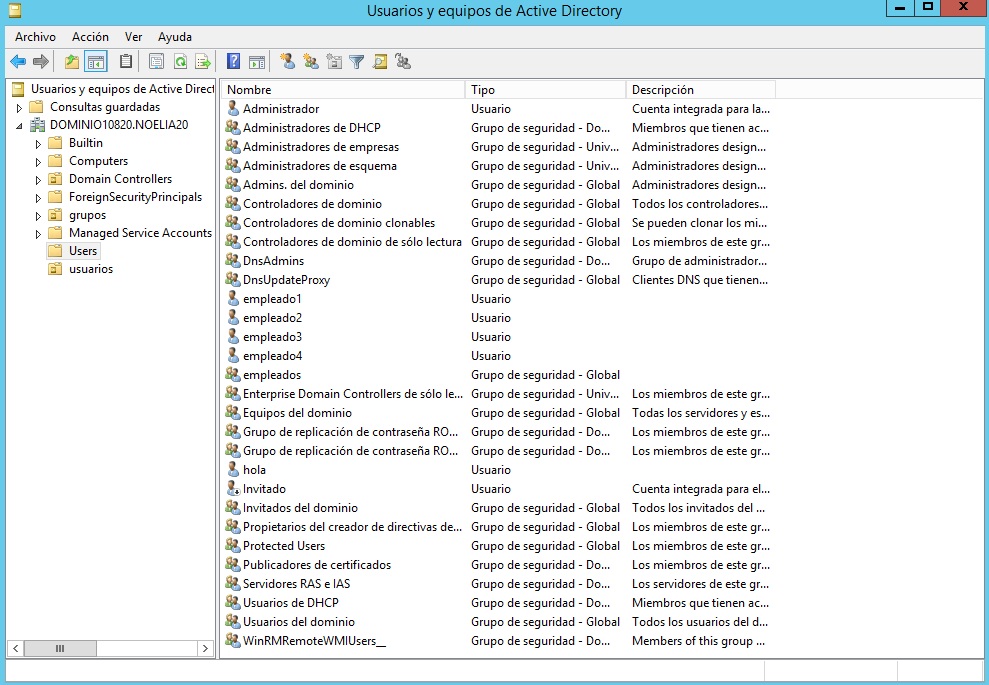 Usuarios y equipos de Active Directory
Archivo Acción Ver Ayuda
Usuarios y equipos de Active Direct
Consultas guardadas
DOMINIO10820.NOELIA20
Builtin
Computers
Domain Controllers
ForeignSecurityPrincipals
grupos
Managed Service Accounts
Users
usuarios
Nombre Tipo Descripción
Administrador Usuario Cuenta integrada para la...
Administradores de DHCP Grupo de seguridad - Do... Miembros que tienen ac...
Administradores de empresas Grupo de seguridad - Univ... Administradores design...
Administradores de esquema Grupo de seguridad - Univ... Administradores design...
Admins. del dominio Grupo de seguridad - Global Administradores design...
Controladores de dominio Grupo de seguridad - Global Todos los controladores...
Controladores de dominio clonables Grupo de seguridad - Global Se pueden clonar los mi...
Controladores de dominio de sólo lectura Grupo de seguridad - Global Los miembros de este gr...
DnsAdmins Grupo de seguridad - Do... Grupo de administrador...
DnsUpdateProxy Grupo de seguridad - Global Clientes DNS que tienen...
empleado1 Usuario
empleado2 Usuario
empleado3 Usuario
empleado4 Usuario
empleados Grupo de seguridad - Global
Enterprise Domain Controllers de sólo le... Grupo de seguridad - Univ... Los miembros de este gr...
Equipos del dominio Grupo de seguridad - Global Todas los servidores y es...
Grupo de replicación de contraseña RO... Grupo de seguridad - Do... Los miembros de este gr...
Grupo de replicación de contraseña RO... Grupo de seguridad - Do... Los miembros de este gr...
hola Usuario
Invitado Usuario Cuenta integrada para el...
Invitados del dominio Grupo de seguridad - Global Todos los invitados del ...
Propietarios del creador de directivas de... Grupo de seguridad - Global Los miembros de este gr...
Protected Users Grupo de seguridad - Global Los miembros de este gr...
Publicadores de certificados Grupo de seguridad - Do... Los miembros de este gr...
Servidores RAS e IAS Grupo de seguridad - Do... Los servidores de este gr...
Usuarios de DHCP Grupo de seguridad - Do... Miembros que tienen ac...
Usuarios del dominio Grupo de seguridad - Global Todos los usuarios del d...
WinRMRemoteWMIUsers__ Grupo de seguridad - Do... Members of this group ...